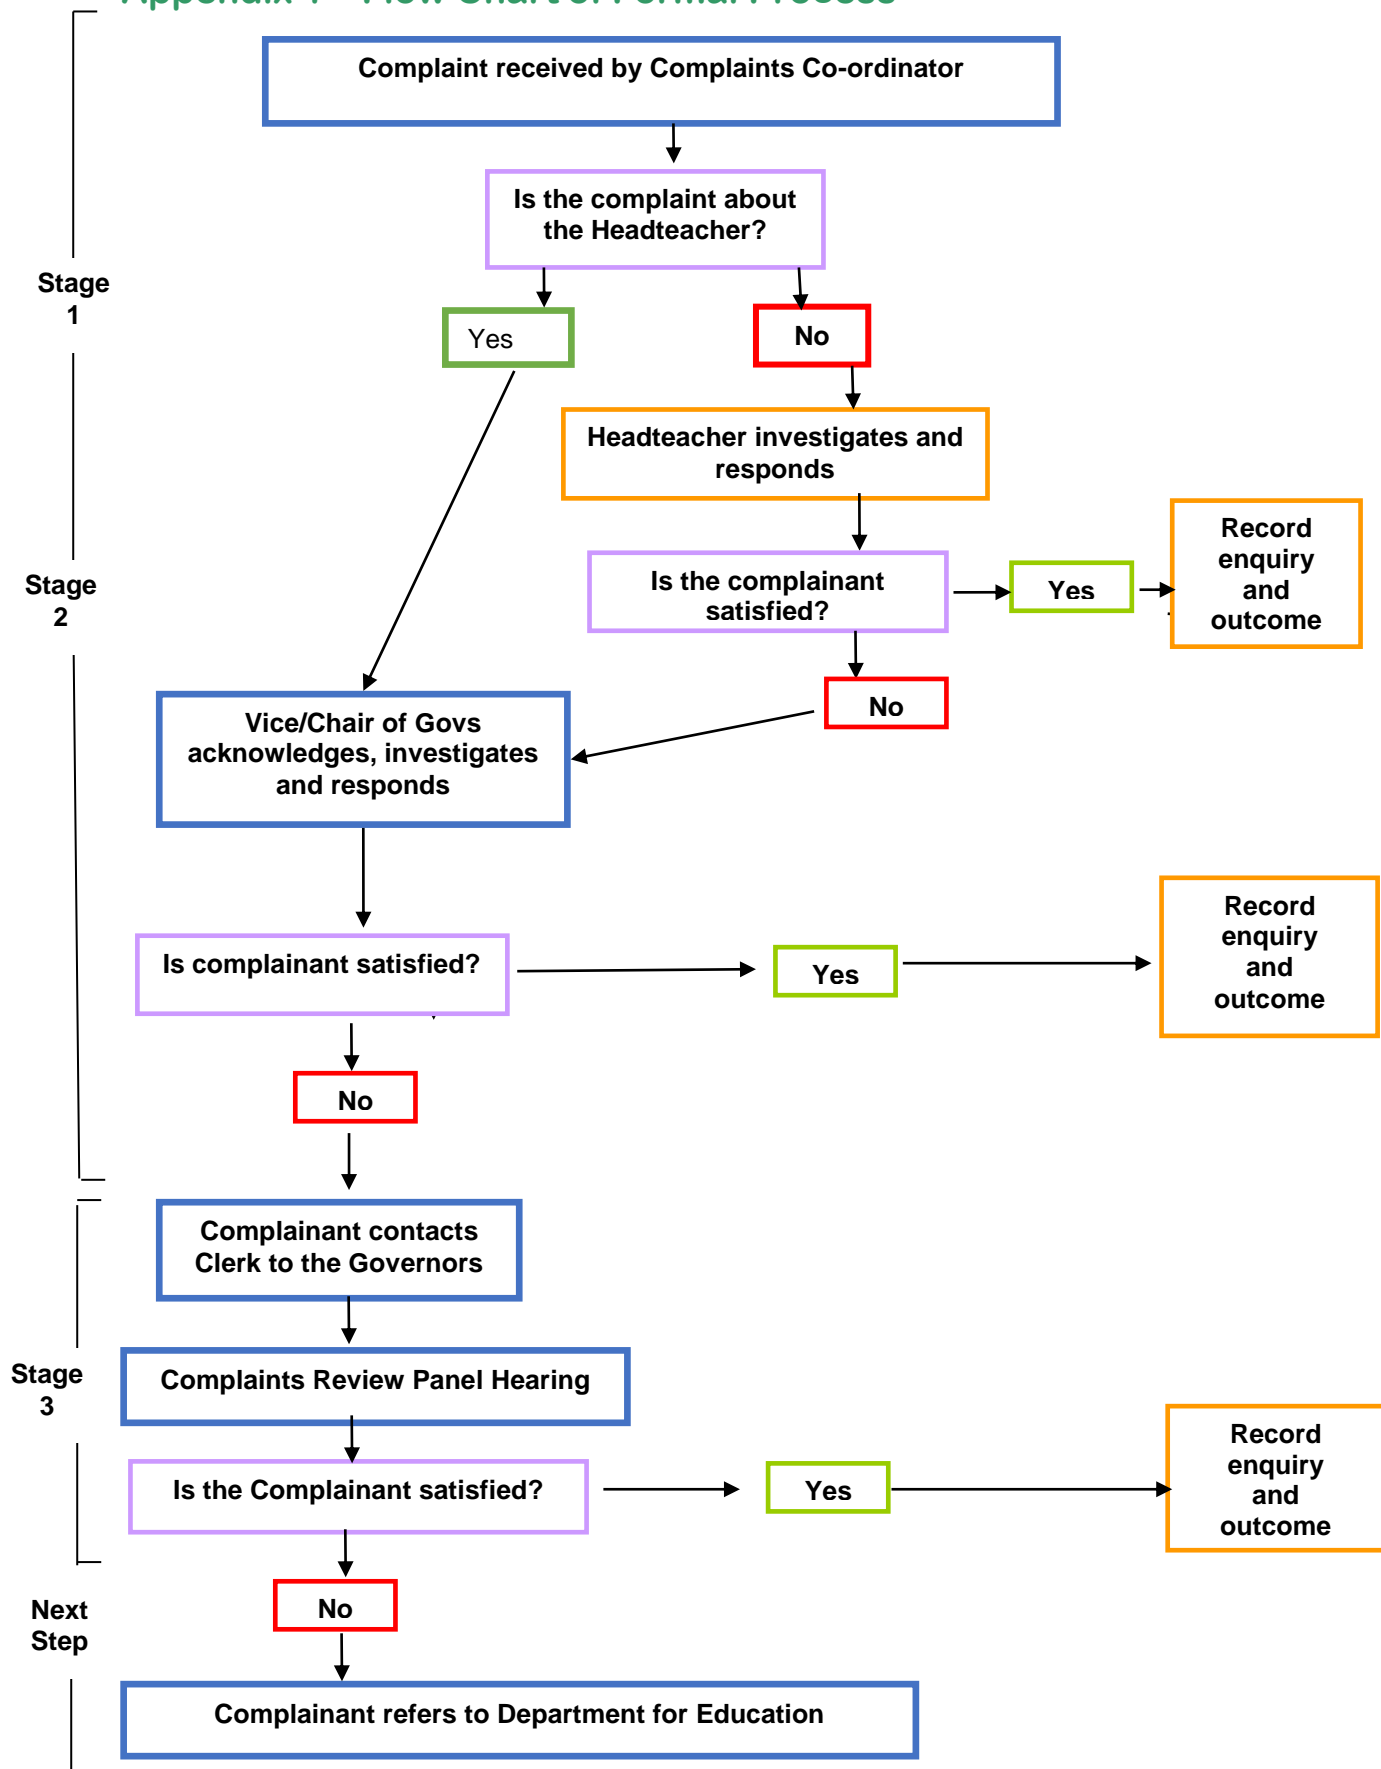 Complaint received by Complaints Co-ordinator
Is the complaint about
the Headteacher?
Stage
1
Yes
No
Headteacher investigates and
responds
Record
enquiry
and
outcome
Is the complainant
satisfied?
Yes
Stage
2
No
Vice/Chair of Govs
acknowledges, investigates
and responds
Record
enquiry
and
outcome
Is complainant satisfied?
Yes
No
Complainant contacts
Clerk to the Governors
Stage
3
Complaints Review Panel Hearing
Record
enquiry
and
outcome
Is the Complainant satisfied?
Yes
No
Next
Step
Complainant refers to Department for Education